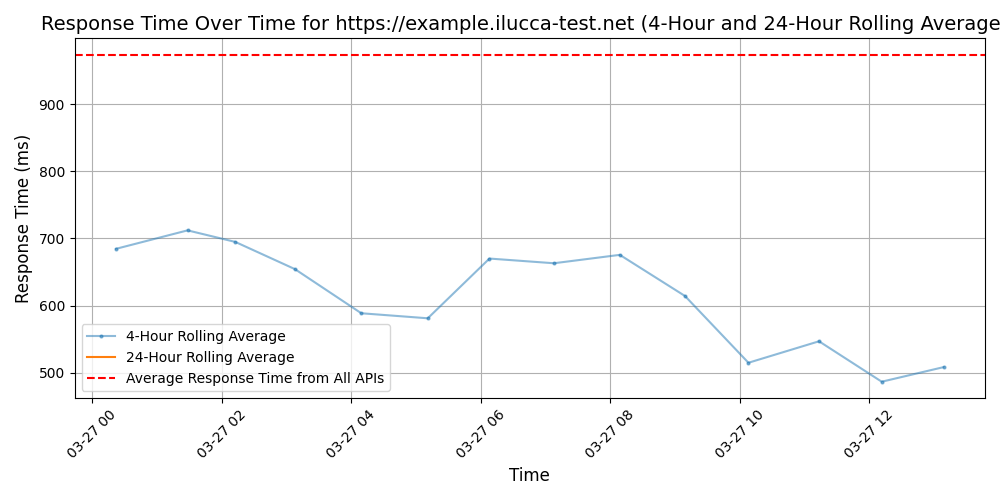 Response Time Over Time for https://example.ilucca-test.net (4-Hour and 24-Hour Rolling Average
Response Time (ms)
900
800
700
600
500
4-Hour Rolling Average
24-Hour Rolling Average
Average Response Time from All APIs
03-27 00
03-27 02
03-27 04
03-27 06
03-27 08
03-27 10
03-27 12
Time